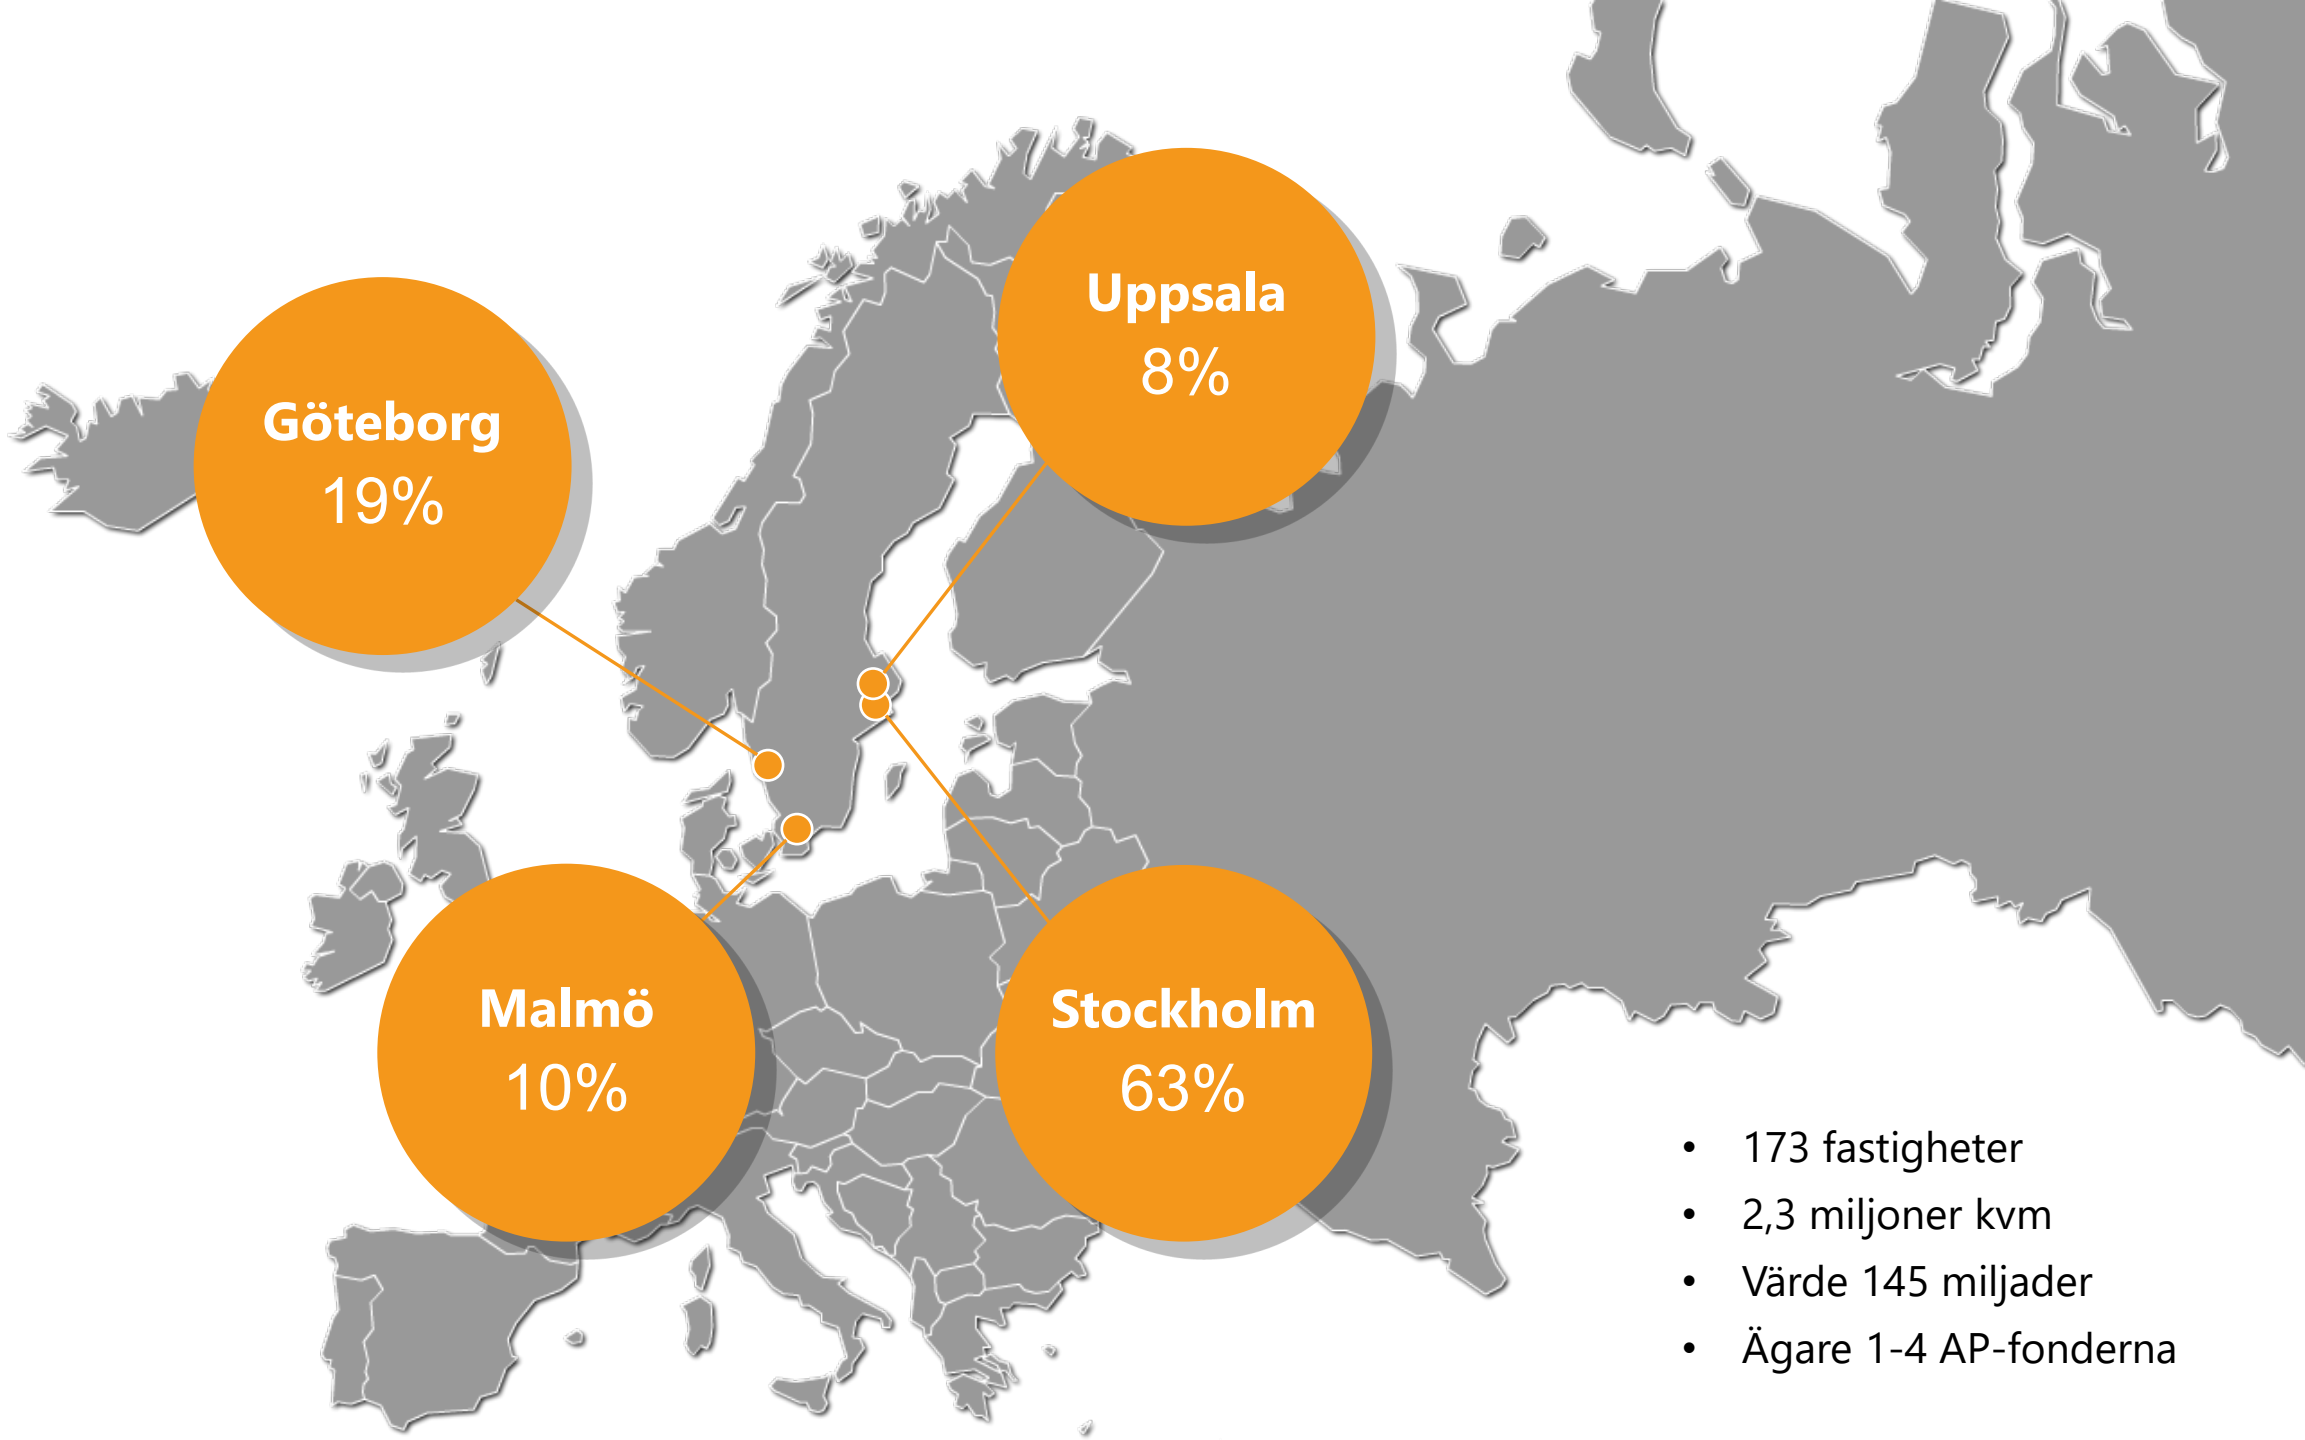 Uppsala
8%
Göteborg
19%
Malmö
10%
Stockholm
63%
• 173 fastigheter
• 2,3 miljoner kvm
• Värde 145 miljader
• Ägare 1-4 AP-fonderna